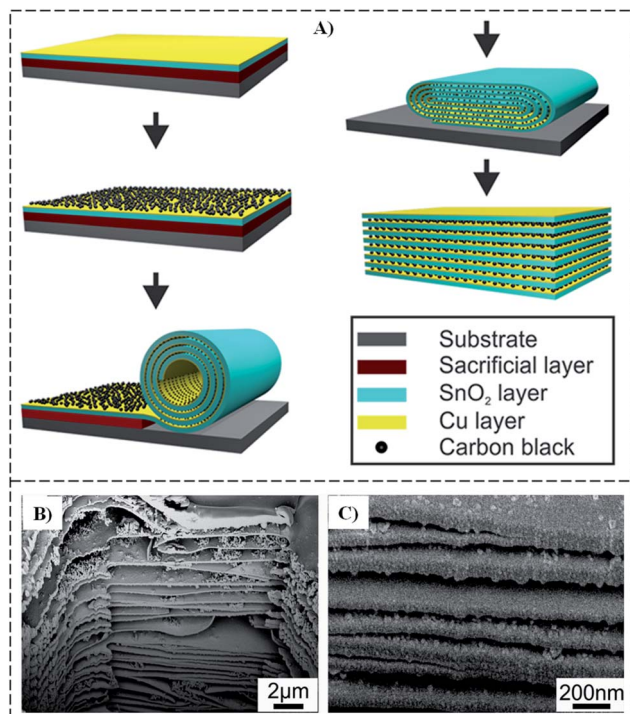 A)
Substrate
Sacrificial layer
SnO₂ layer
Cu layer
Carbon black
B)
2μm
C)
200nm